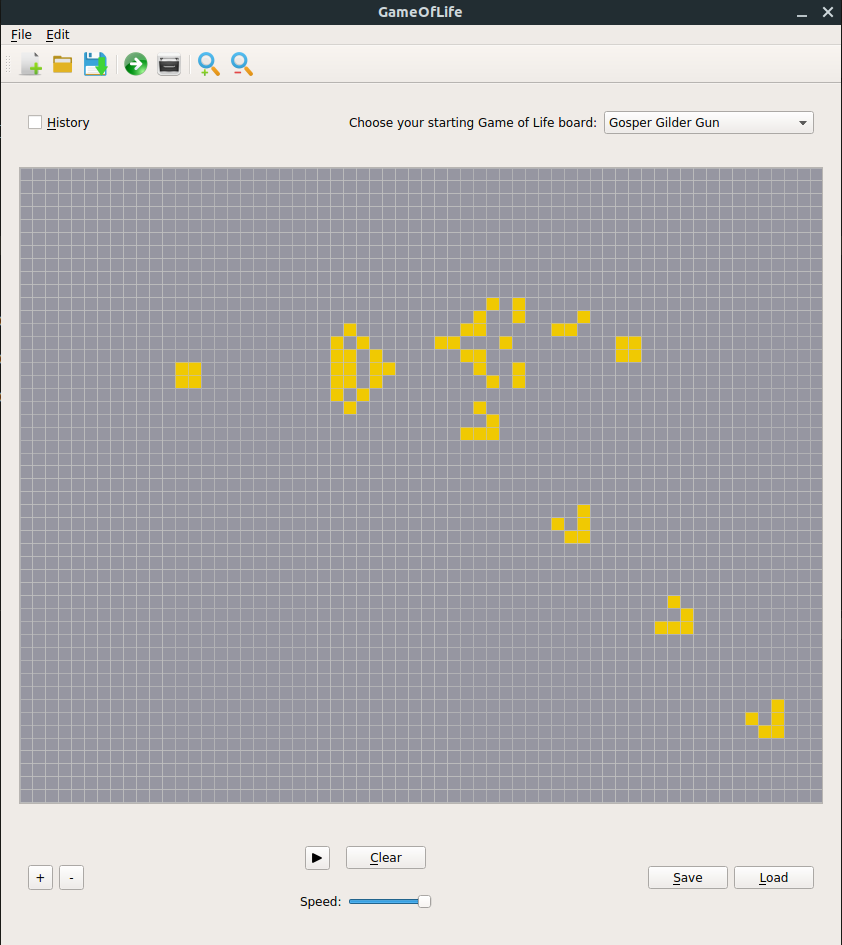 GameOfLife
File Edit
History
Choose your starting Game of Life board: Gosper Gilder Gun
Clear
+ -
Save Load
Speed: